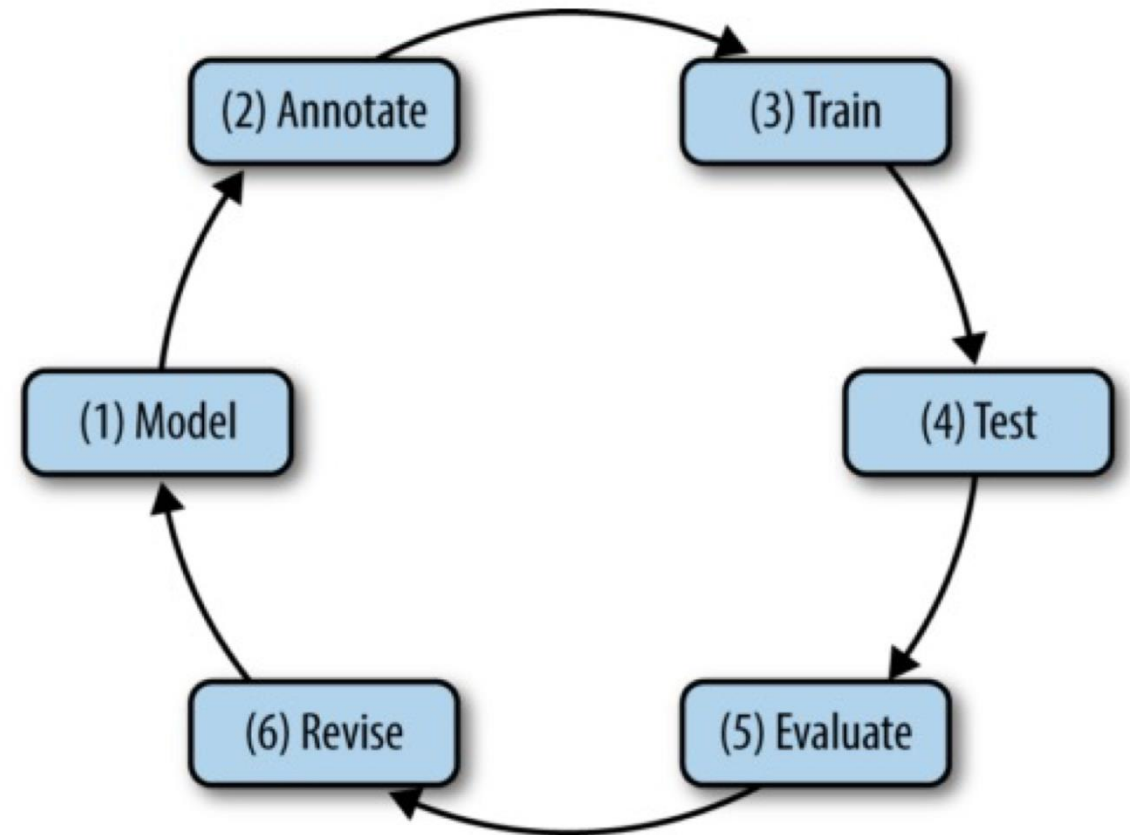 (1) Model
(2) Annotate
(3) Train
(4) Test
(5) Evaluate
(6) Revise